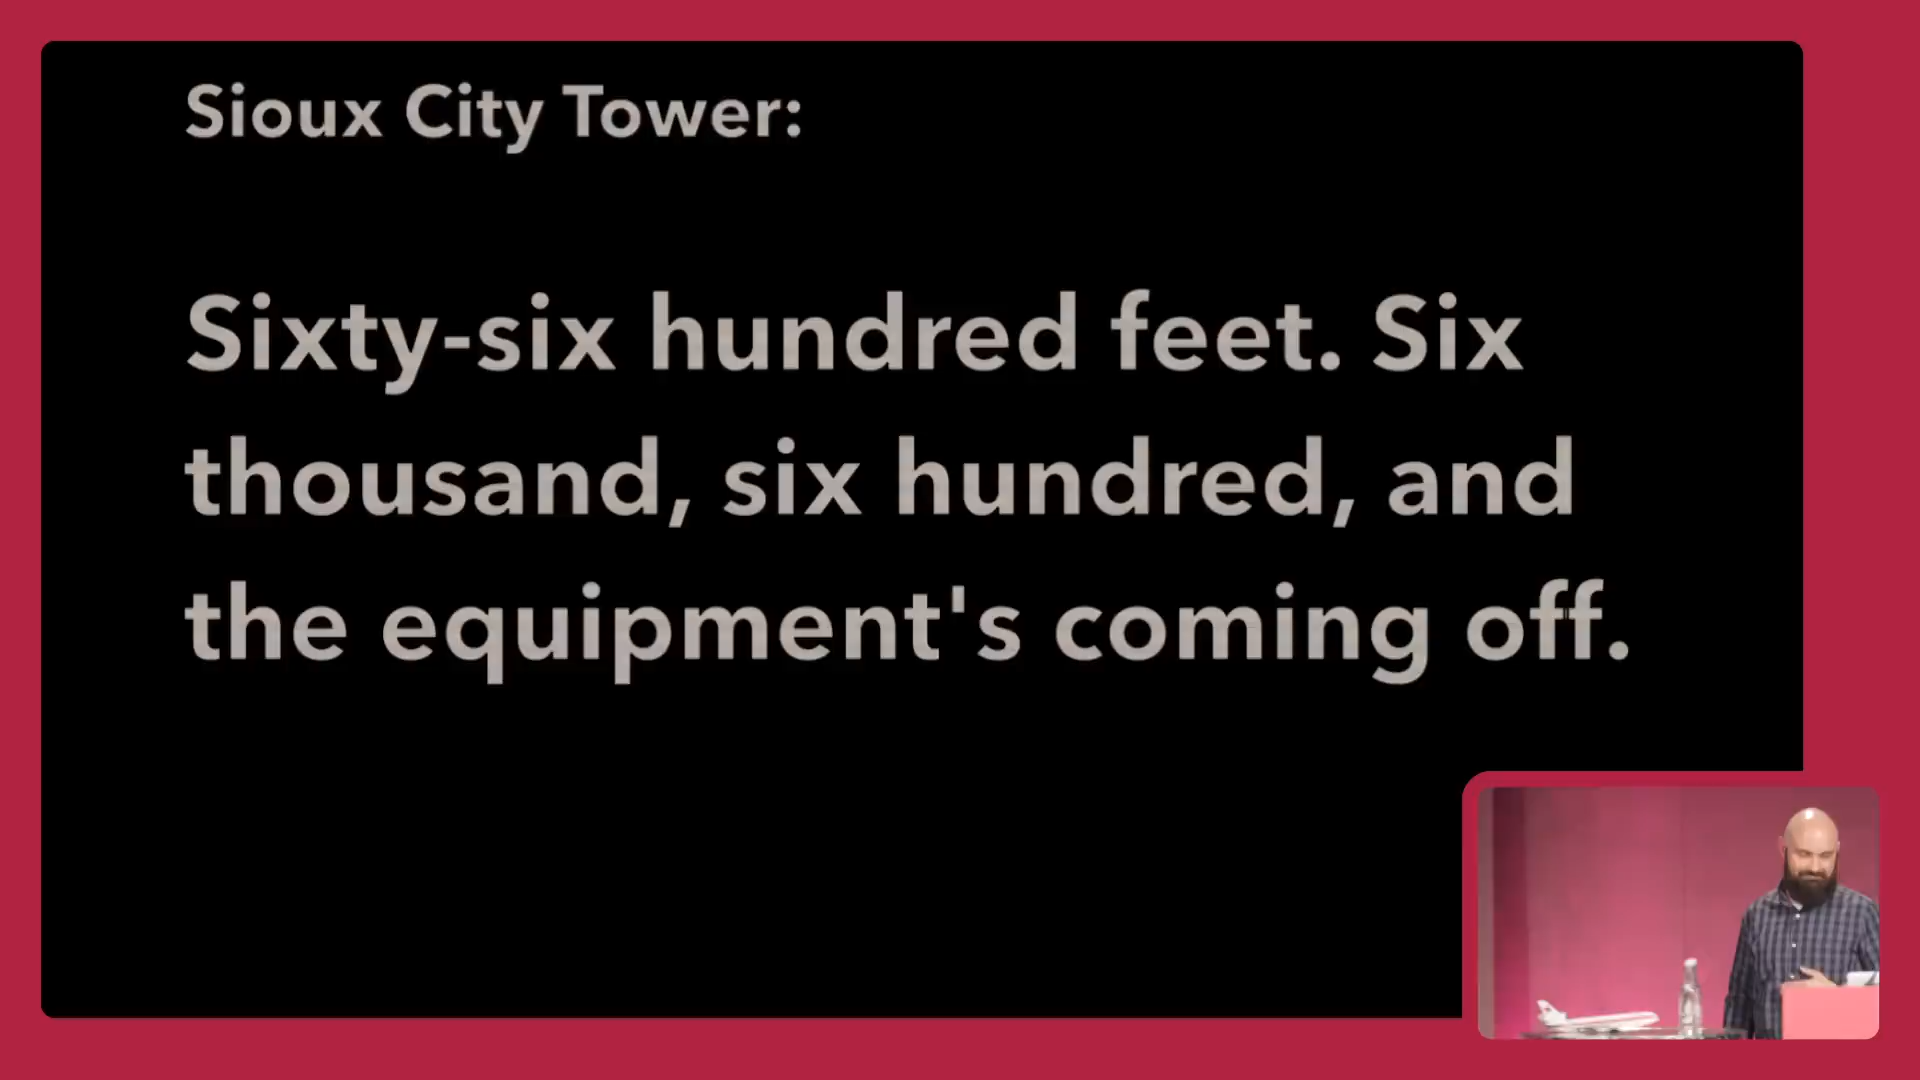 Sioux City Tower:
Sixty-six hundred feet. Six
thousand, six hundred, and
the equipment's coming off.